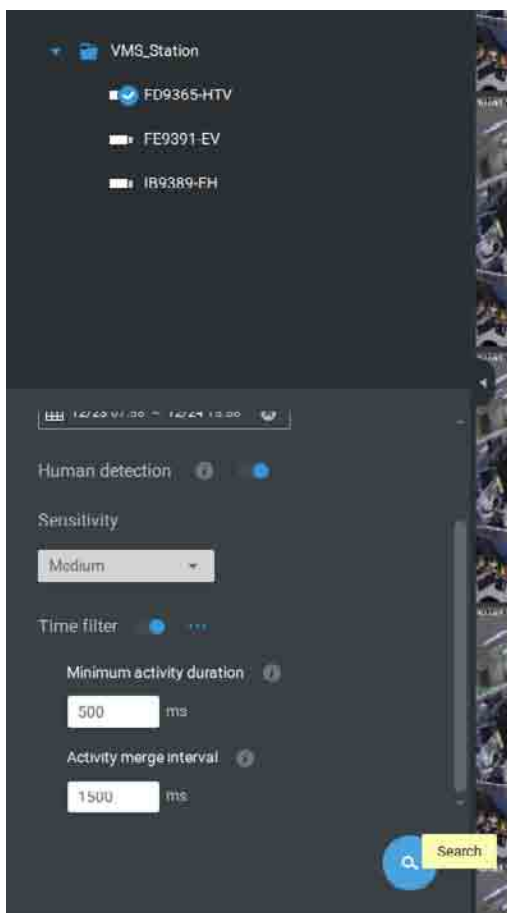 VMS_Station
FD9365-HTV
FE9391-EV
IB9389-EH
Human detection
Sensitivity
Medium
Time filter
Minimum activity duration
500 ms
Activity merge interval
1500 ms
Search